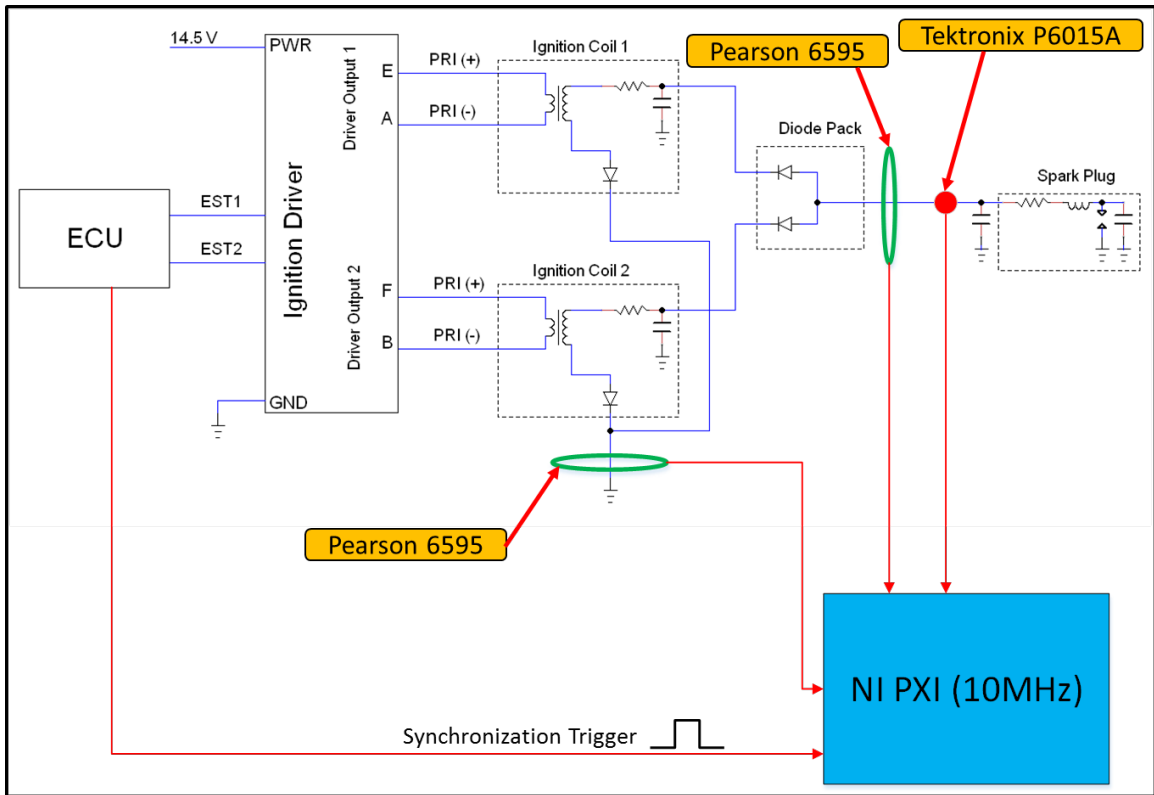 Pearson 6595
Tektronix P6015A
14.5 V
PWR
Ignition Coil 1
Driver Output 1
E
PRI (+)
A
PRI (-)
Diode Pack
Spark Plug
ECU
EST1
EST2
Ignition Driver
Ignition Coil 2
Driver Output 2
F
PRI (+)
B
PRI (-)
GND
Pearson 6595
NI PXI (10MHz)
Synchronization Trigger